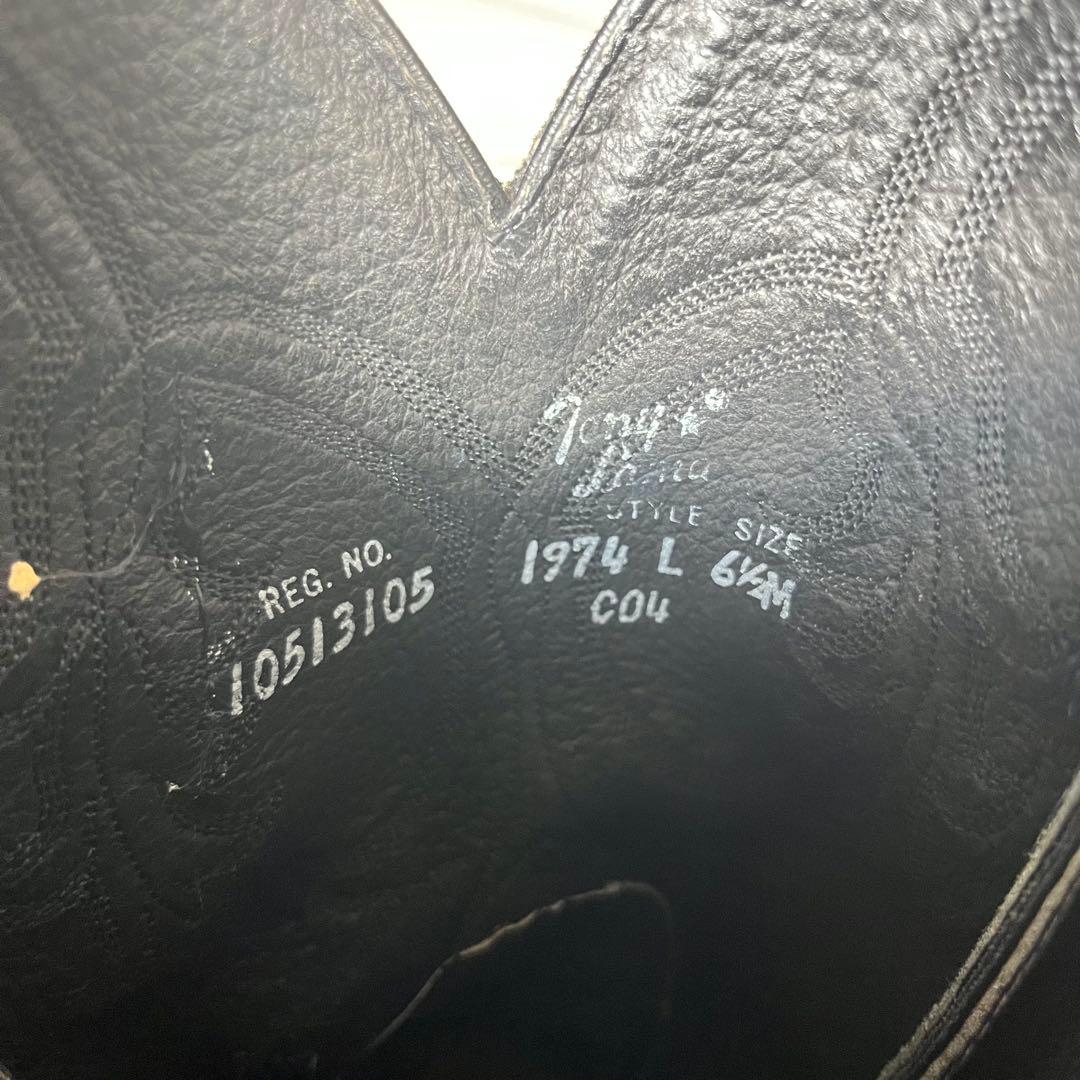 REG. NO.
10513105
Tony
Lama
STYLE SIZE
1974 L 6½M
C04